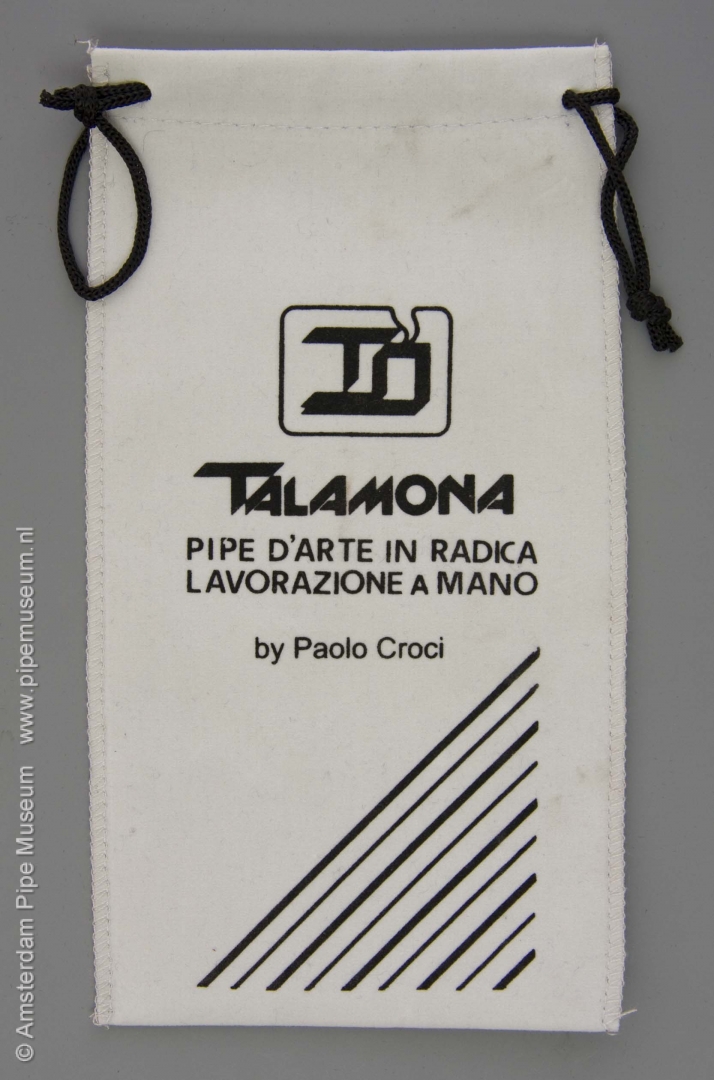 TALAMONA
PIPE D'ARTE IN RADICA
LAVORAZIONE A MANO
by Paolo Croci
© Amsterdam Pipe Museum www.pipemuseum.nl